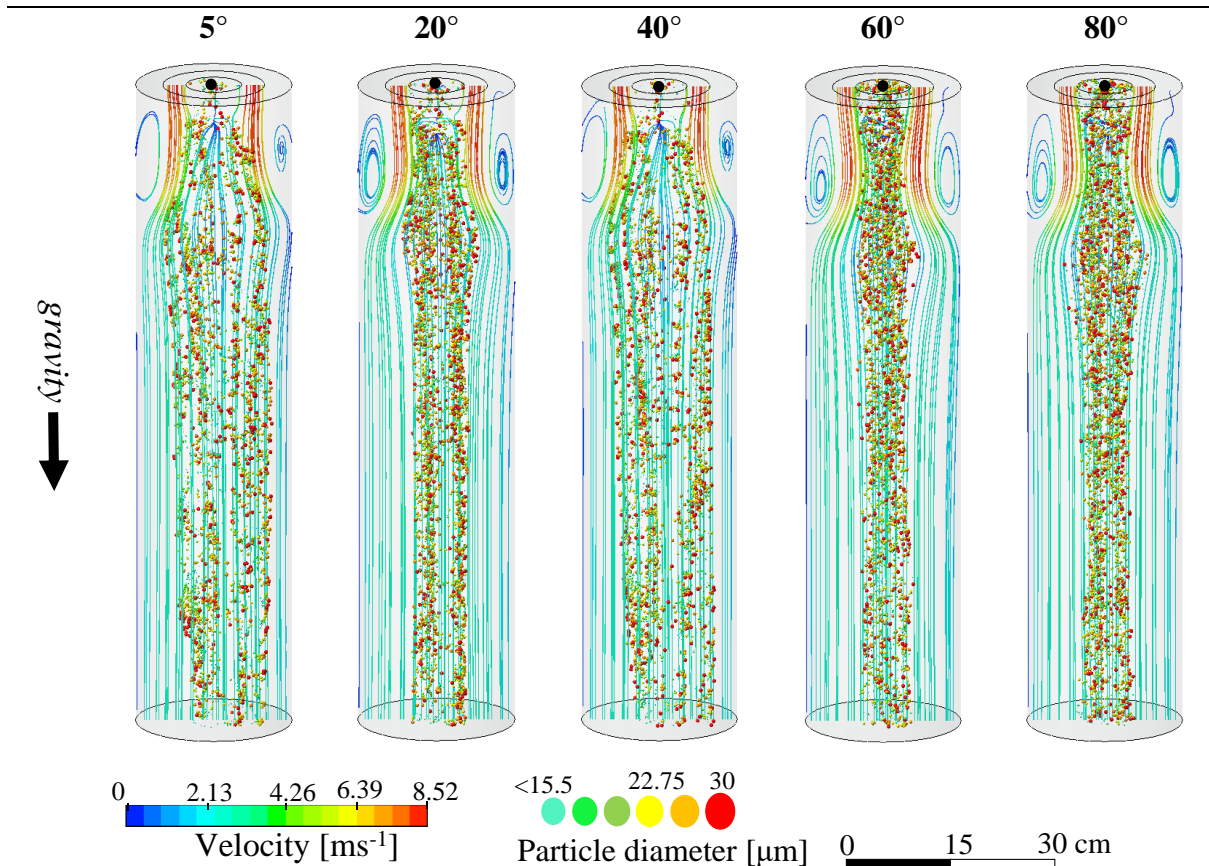 5° 20° 40° 60° 80°
gravity
0 2.13 4.26 6.39 8.52
Velocity [ms⁻¹]
<15.5 22.75 30
Particle diameter [μm]
0 15 30 cm